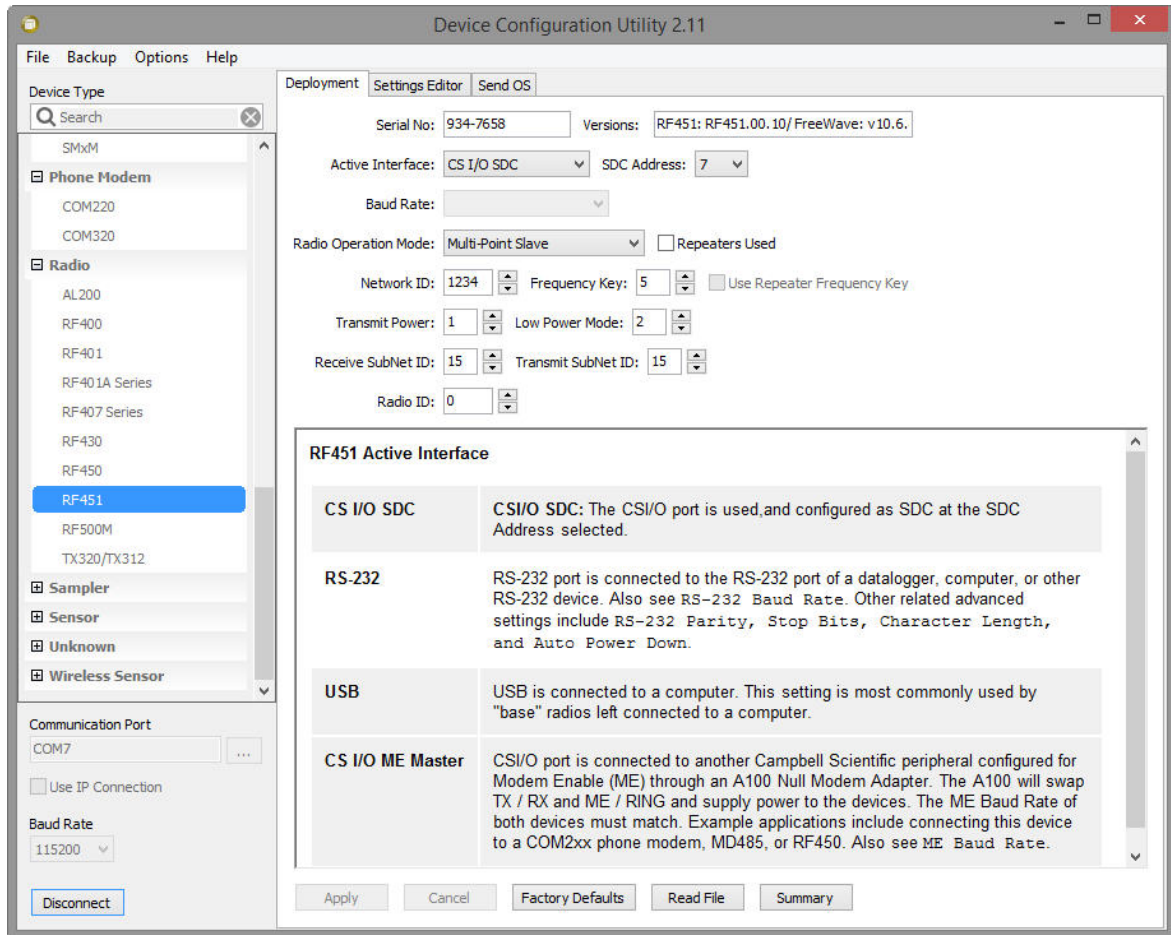 Device Configuration Utility 2.11
File Backup Options Help
Device Type
Search
SMxM
Phone Modem
COM220
COM320
Radio
AL200
RF400
RF401
RF401A Series
RF407 Series
RF430
RF450
RF451
RF500M
TX320/TX312
Sampler
Sensor
Unknown
Wireless Sensor
Communication Port
COM7
...
Use IP Connection
Baud Rate
115200
Disconnect
Deployment Settings Editor Send OS
Serial No: 934-7658 Versions: RF451: RF451.00.10/FreeWave: v10.6.
Active Interface: CS I/O SDC SDC Address: 7
Baud Rate:
Radio Operation Mode: Multi-Point Slave Repeaters Used
Network ID: 1234 Frequency Key: 5 Use Repeater Frequency Key
Transmit Power: 1 Low Power Mode: 2
Receive SubNet ID: 15 Transmit SubNet ID: 15
Radio ID: 0
RF451 Active Interface
CS I/O SDC
CSI/O SDC: The CSI/O port is used,and configured as SDC at the SDC
Address selected.
RS-232
RS-232 port is connected to the RS-232 port of a datalogger, computer, or other
RS-232 device. Also see RS-232 Baud Rate. Other related advanced
settings include RS-232 Parity, Stop Bits, Character Length,
and Auto Power Down.
USB
USB is connected to a computer. This setting is most commonly used by
"base" radios left connected to a computer.
CS I/O ME Master
CSI/O port is connected to another Campbell Scientific peripheral configured for
Modem Enable (ME) through an A100 Null Modem Adapter. The A100 will swap
TX / RX and ME / RING and supply power to the devices. The ME Baud Rate of
both devices must match. Example applications include connecting this device
to a COM2xx phone modem, MD485, or RF450. Also see ME Baud Rate.
Apply Cancel Factory Defaults Read File Summary